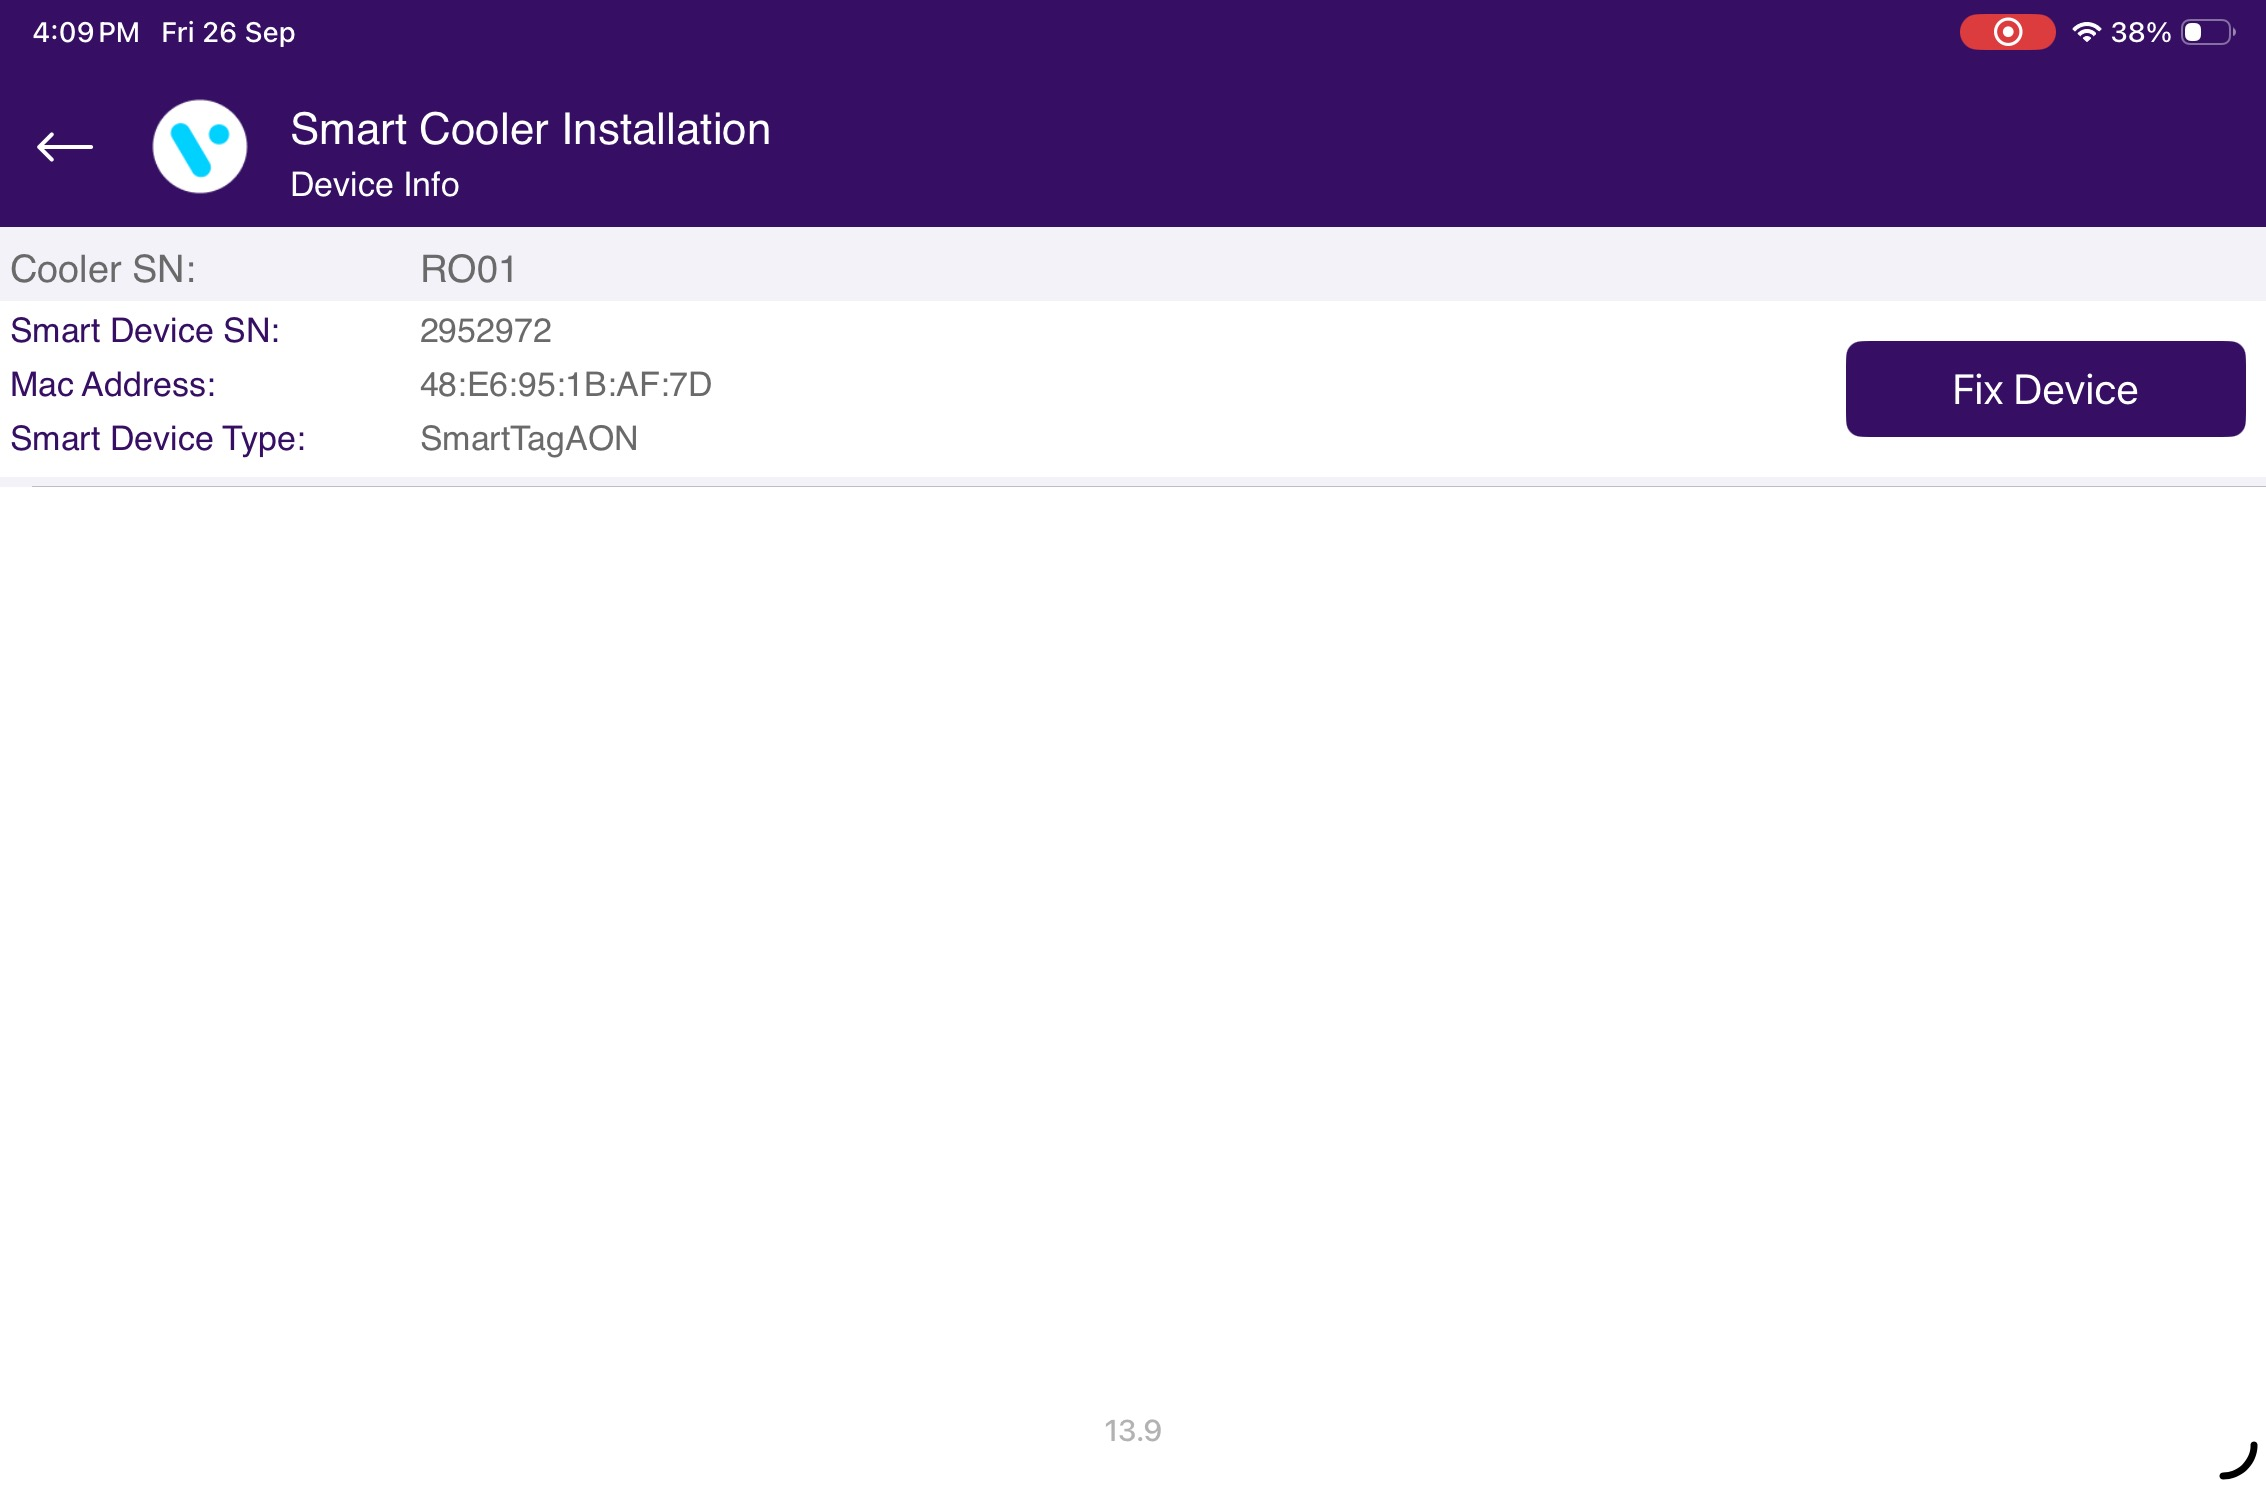 4:09 PM Fri 26 Sep 38%
Smart Cooler Installation
Device Info
Cooler SN: RO01
Smart Device SN: 2952972
Mac Address: 48:E6:95:1B:AF:7D
Smart Device Type: SmartTagAON
Fix Device
13.9